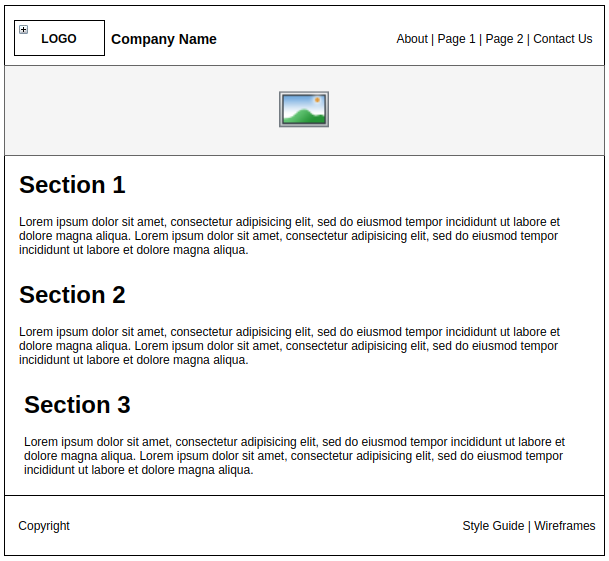 LOGO Company Name About | Page 1 | Page 2 | Contact Us
Section 1
Lorem ipsum dolor sit amet, consectetur adipisicing elit, sed do eiusmod tempor incididunt ut labore et
dolore magna aliqua. Lorem ipsum dolor sit amet, consectetur adipisicing elit, sed do eiusmod tempor
incididunt ut labore et dolore magna aliqua.
Section 2
Lorem ipsum dolor sit amet, consectetur adipisicing elit, sed do eiusmod tempor incididunt ut labore et
dolore magna aliqua. Lorem ipsum dolor sit amet, consectetur adipisicing elit, sed do eiusmod tempor
incididunt ut labore et dolore magna aliqua.
Section 3
Lorem ipsum dolor sit amet, consectetur adipisicing elit, sed do eiusmod tempor incididunt ut labore et
dolore magna aliqua. Lorem ipsum dolor sit amet, consectetur adipisicing elit, sed do eiusmod tempor
incididunt ut labore et dolore magna aliqua.
Copyright Style Guide | Wireframes